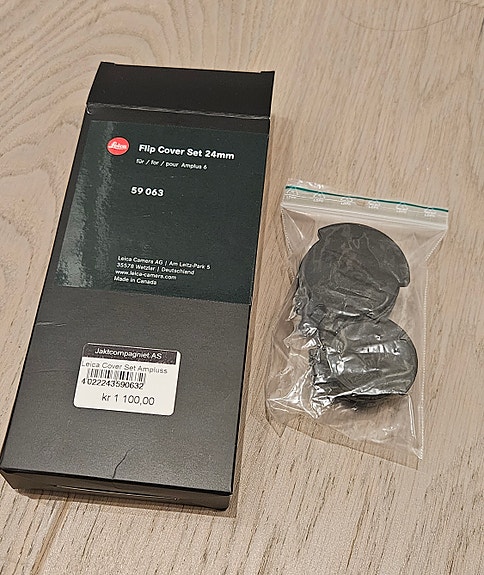 Leica
Flip Cover Set 24mm
für / for / pour Amplus 6
59 063
Leica Camera AG | Am Leitz-Park 5
35578 Wetzlar | Deutschland
www.leica-camera.com
Made in Canada
Jaktcompagniet AS
Leica Cover Set Ampluss
4022243590632
kr 1 100,00